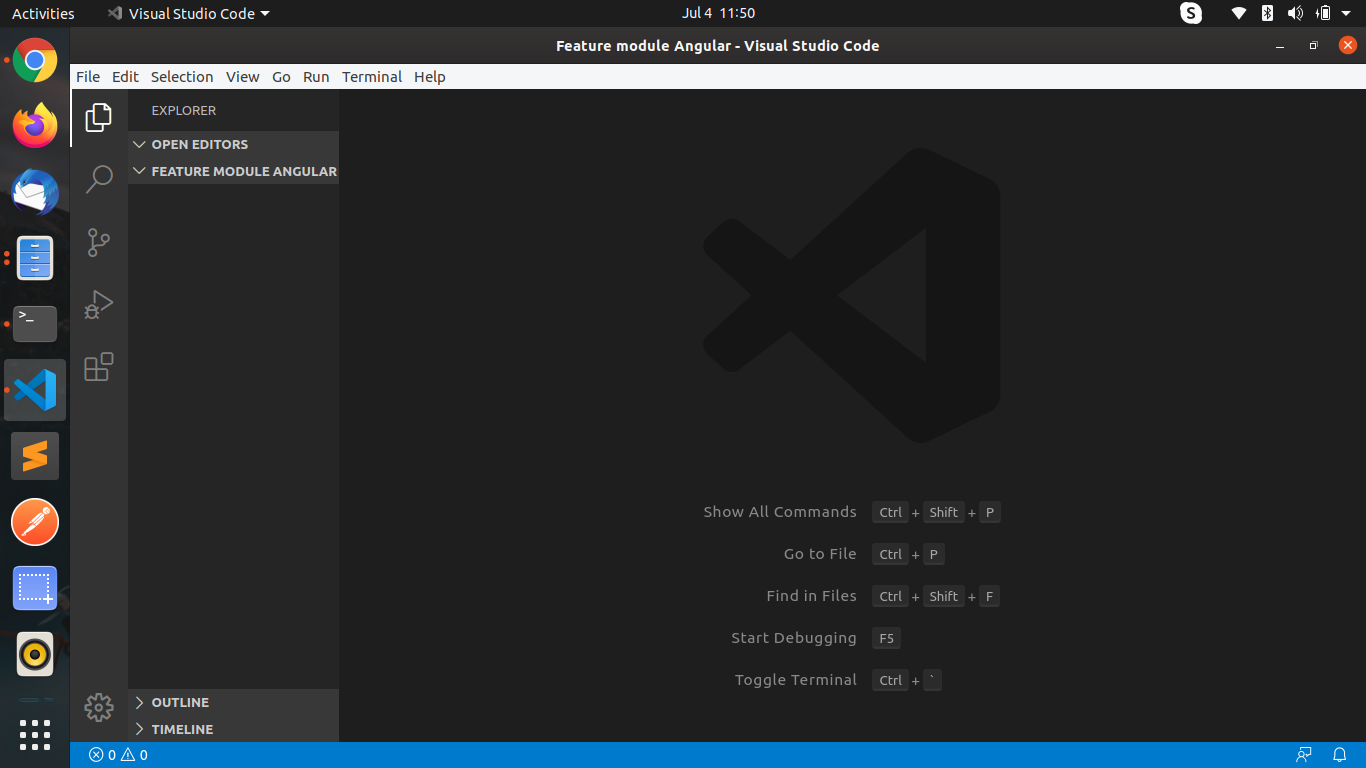 Activities
Visual Studio Code
Jul 4 11:50
S
Feature module Angular - Visual Studio Code
File Edit Selection View Go Run Terminal Help
EXPLORER
OPEN EDITORS
FEATURE MODULE ANGULAR
>_
Show All Commands Ctrl + Shift + P
Go to File Ctrl + P
Find in Files Ctrl + Shift + F
Start Debugging F5
Toggle Terminal Ctrl + `
OUTLINE
TIMELINE
0 0